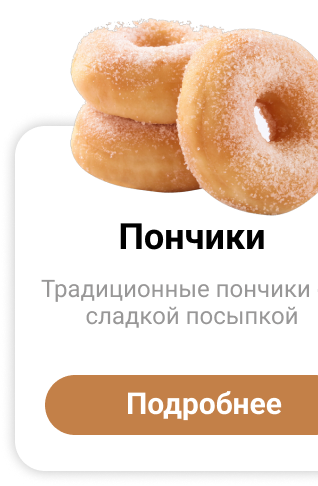 Пончики
Традиционные пончики
сладкой посыпкой
Подробнее